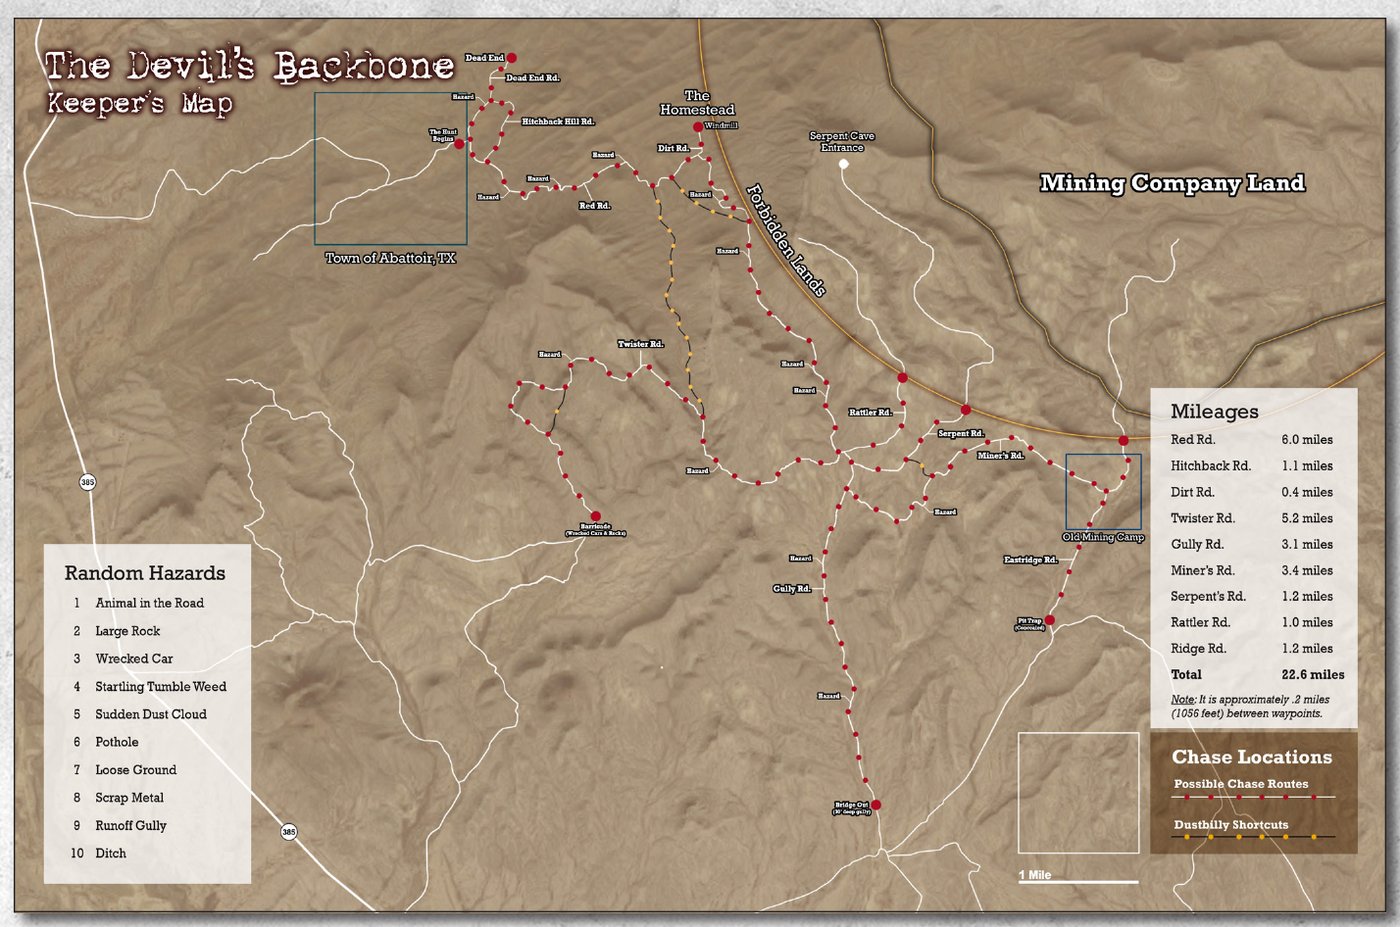 The Devil's Backbone
Keeper's Map
Dead End
Dead End Rd.
Hazard
Hitchback Hill Rd.
The Hunt
Begins
Hazard
Hazard
Hazard
Red Rd.
Town of Abattoir, TX
The
Homestead
Windmill
Dirt Rd.
Hazard
Hazard
Forbidden Lands
Serpent Cave
Entrance
Mining Company Land
Hazard
Twister Rd.
Hazard
Hazard
Hazard
Rattler Rd.
Serpent Rd.
Miner's Rd.
Hazard
Hazard
Old Mining Camp
Barricade
(Wrecked Cars & Rocks)
Hazard
Gully Rd.
Eastridge Rd.
Pit Trap
(Concealed)
Hazard
Bridge Out
(30' deep gully)
385
385
Random Hazards
1 Animal in the Road
2 Large Rock
3 Wrecked Car
4 Startling Tumble Weed
5 Sudden Dust Cloud
6 Pothole
7 Loose Ground
8 Scrap Metal
9 Runoff Gully
10 Ditch
Mileages
Red Rd. 6.0 miles
Hitchback Rd. 1.1 miles
Dirt Rd. 0.4 miles
Twister Rd. 5.2 miles
Gully Rd. 3.1 miles
Miner's Rd. 3.4 miles
Serpent's Rd. 1.2 miles
Rattler Rd. 1.0 miles
Ridge Rd. 1.2 miles
Total 22.6 miles
Note: It is approximately .2 miles
(1056 feet) between waypoints.
Chase Locations
Possible Chase Routes
Dustbilly Shortcuts
1 Mile